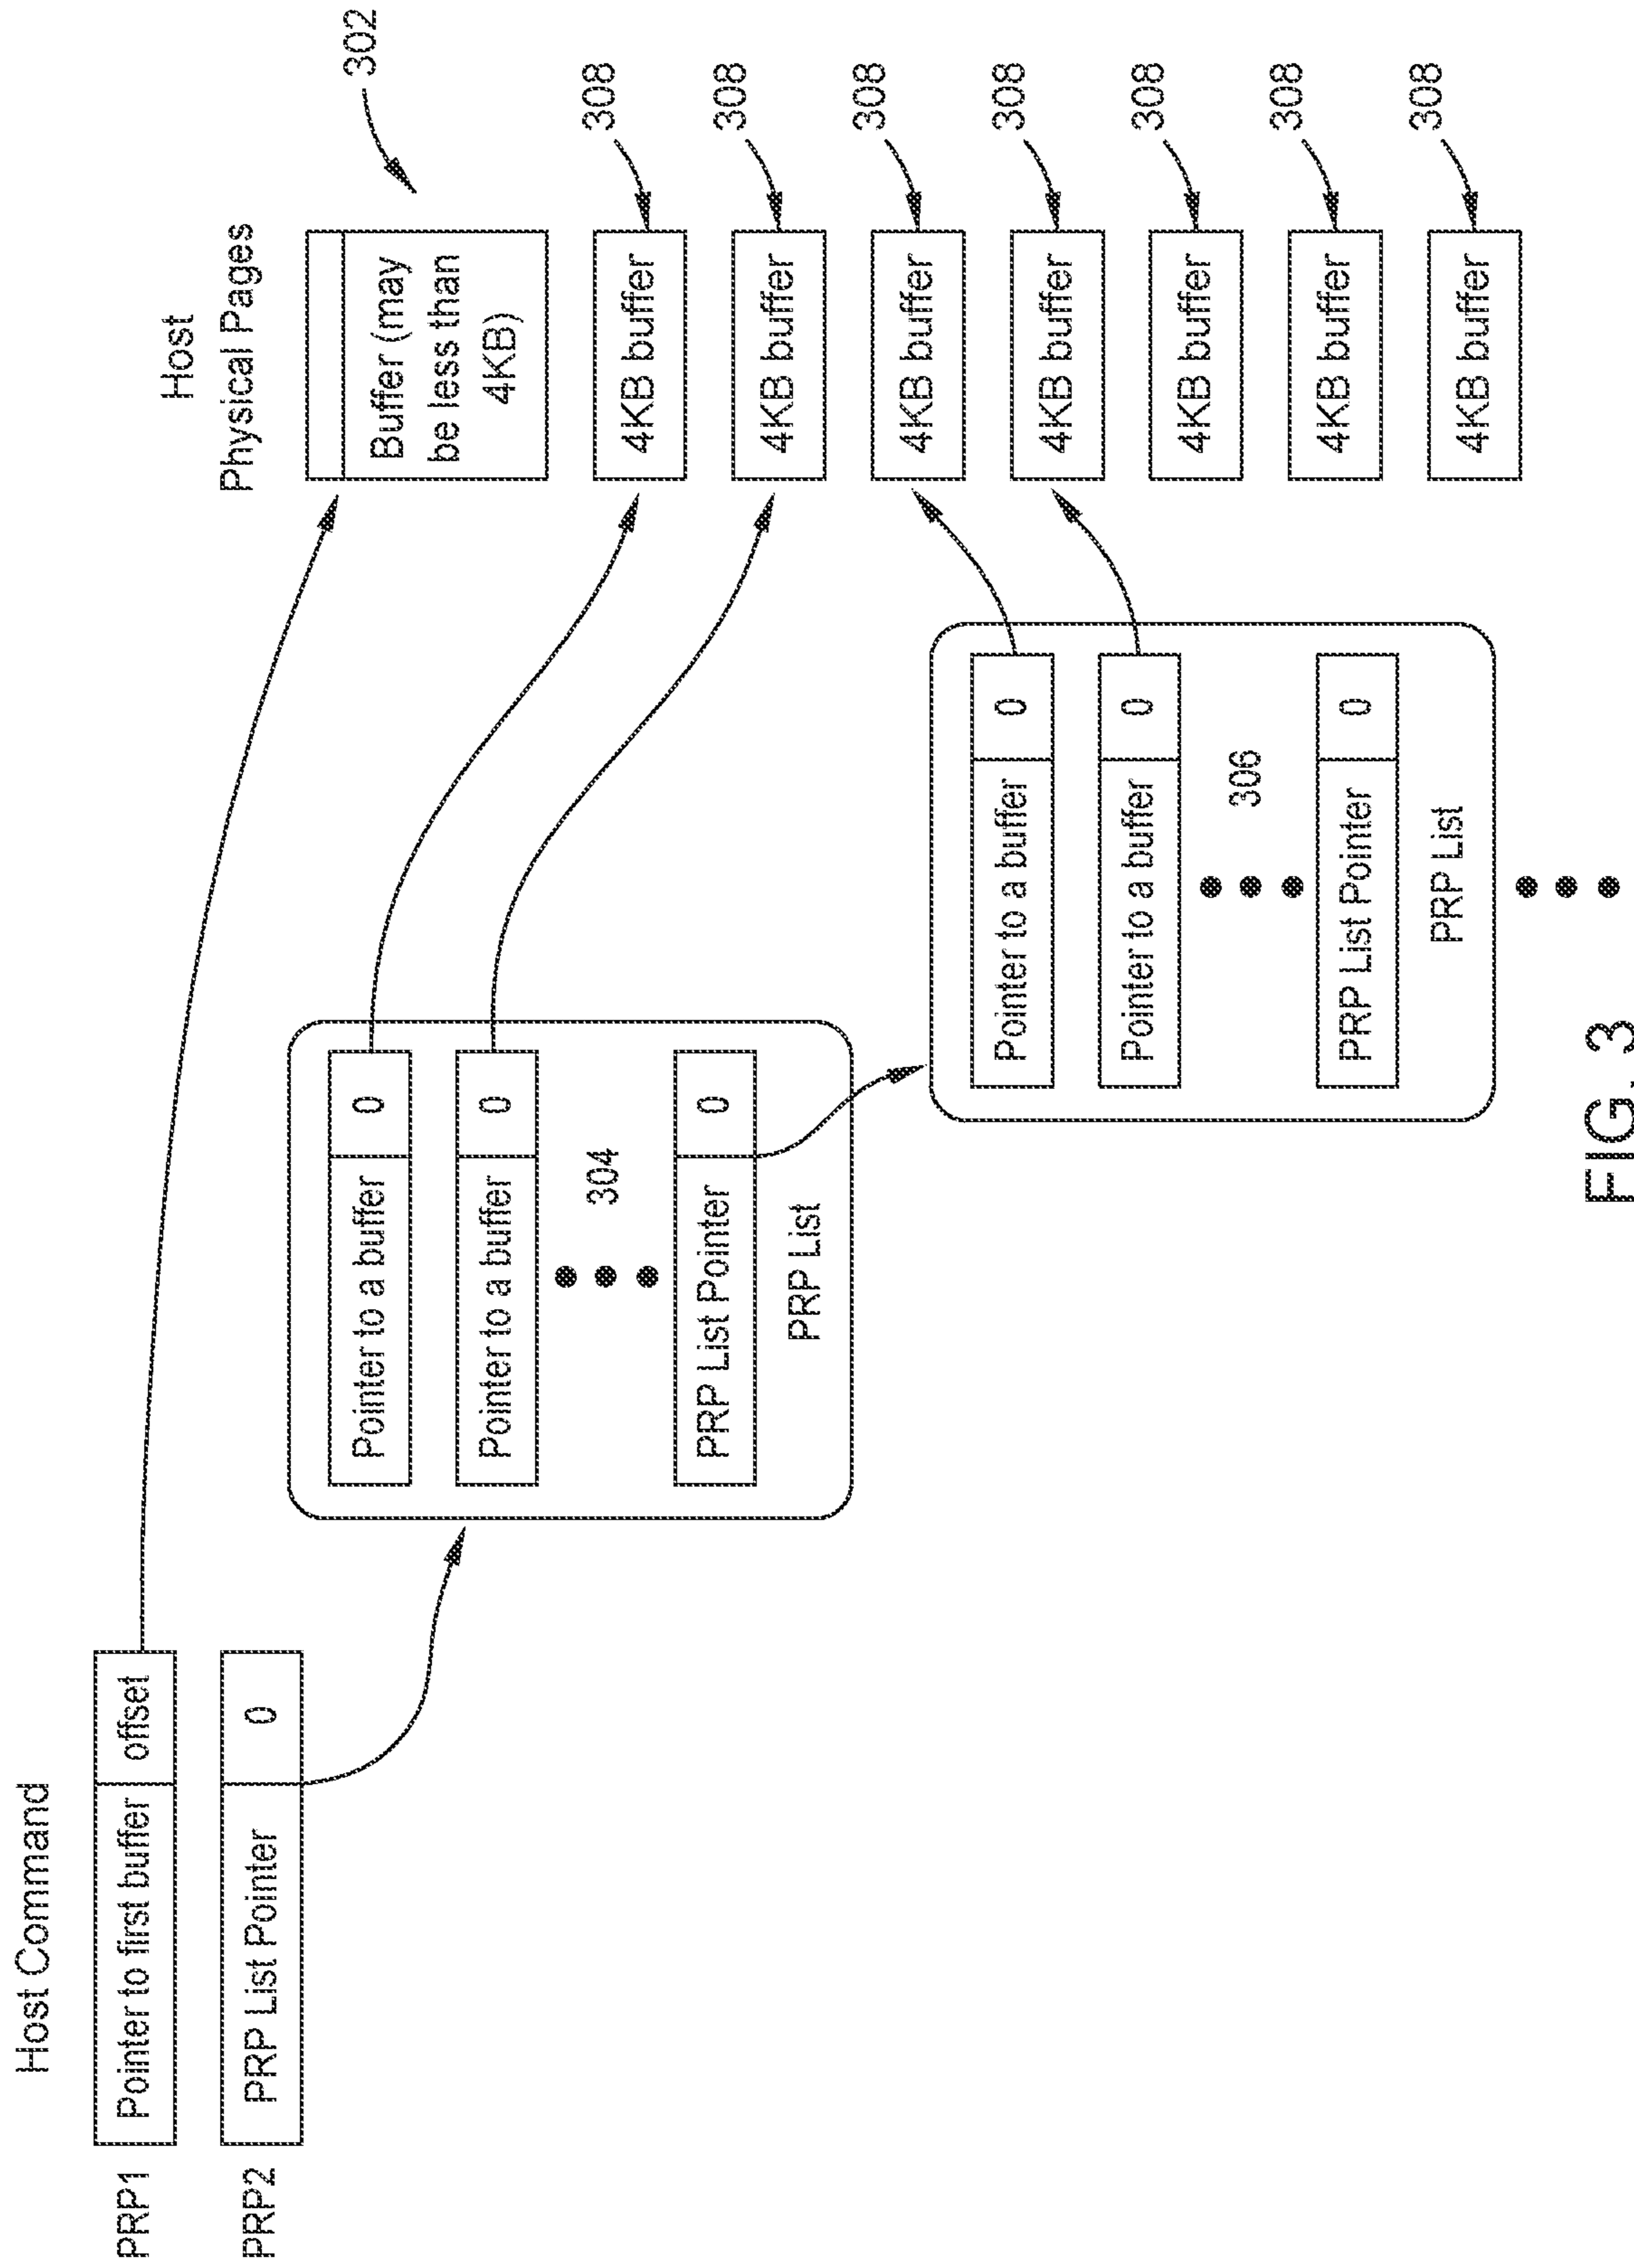 Host Command
PRP1
Pointer to first buffer
offset
PRP2
PRP List Pointer
0
Pointer to a buffer
0
Pointer to a buffer
0
304
PRP List Pointer
0
PRP List
Pointer to a buffer
0
Pointer to a buffer
0
306
PRP List Pointer
0
PRP List
Host
Physical Pages
Buffer (may
be less than
4KB)
302
4KB buffer
308
4KB buffer
308
4KB buffer
308
4KB buffer
308
4KB buffer
308
4KB buffer
308
4KB buffer
308
FIG. 3